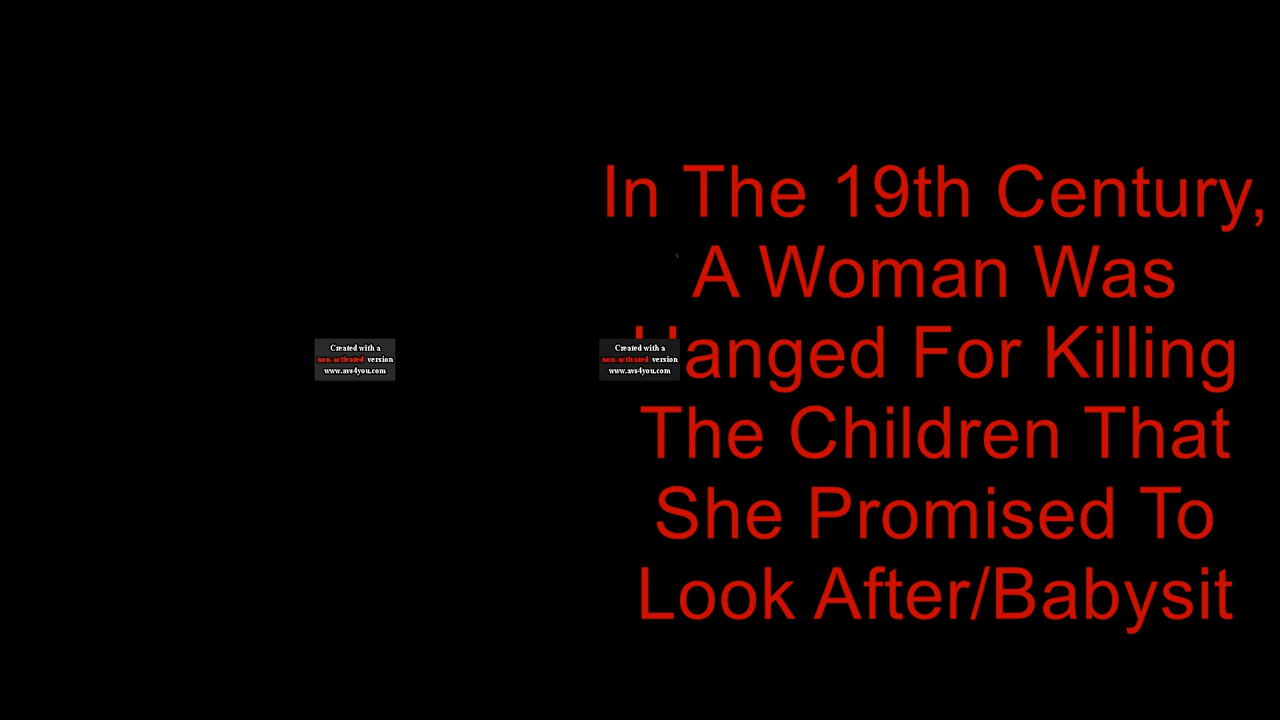 In The 19th Century,
A Woman Was
Hanged For Killing
The Children That
She Promised To
Look After/Babysit
Created with a
non-activated version
www.avs4you.com
Created with a
non-activated version
www.avs4you.com